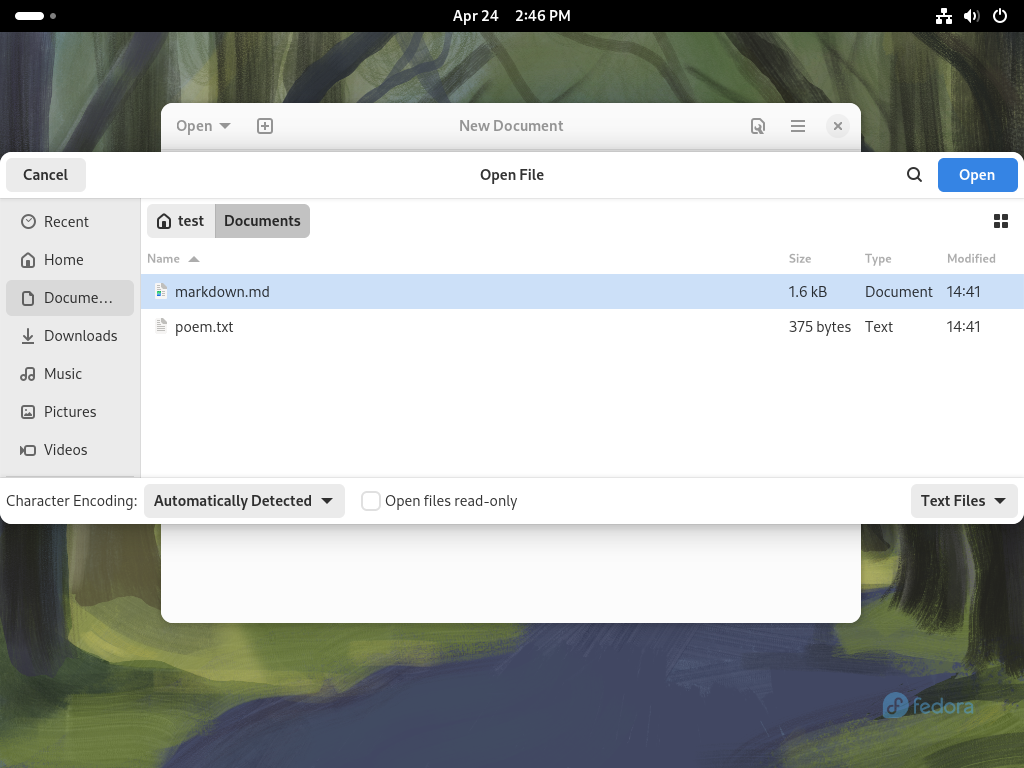 Apr 24 2:46 PM
Open New Document
Cancel Open File Open
Recent
Home
Docume...
Downloads
Music
Pictures
Videos
test Documents
Name Size Type Modified
markdown.md 1.6 kB Document 14:41
poem.txt 375 bytes Text 14:41
Character Encoding: Automatically Detected Open files read-only Text Files
fedora